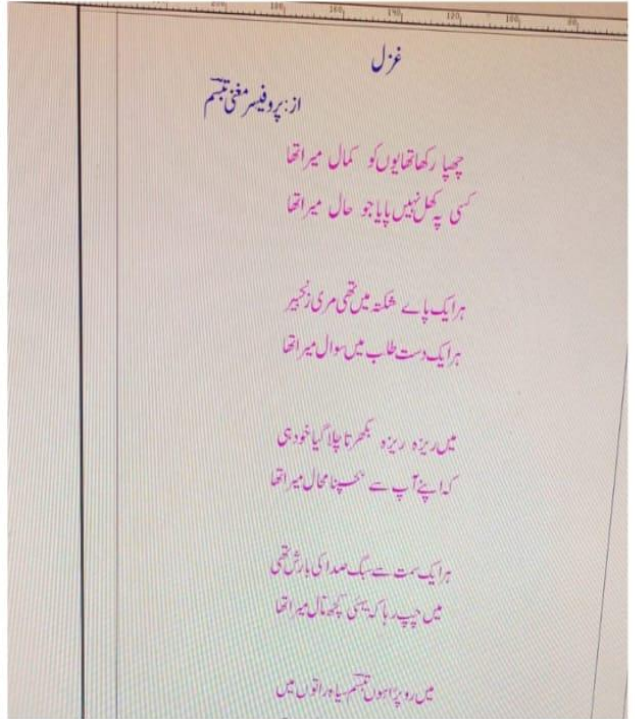 غزل
از: پروفیسر مغنی تبسم
چھپا رکھا تھا یوں کو کمال میرا تھا
کسی پہ کھل نہیں پایا جو حال میرا تھا
ہر ایک پاے شکتہ میں تھی مری زنجیر
ہر ایک دست طلب میں سوال میرا تھا
میں ریزہ ریزہ بکھرتا چلا گیا خود ہی
کہ اپنے آپ سے بچنا محال میرا تھا
ہر ایک سمت سے سنگ صدا کی بارش تھی
میں چپ رہا کہ یہی کچھ مآل میرا تھا
میں رو پڑا ہوں تبسم سیاہ راتوں میں